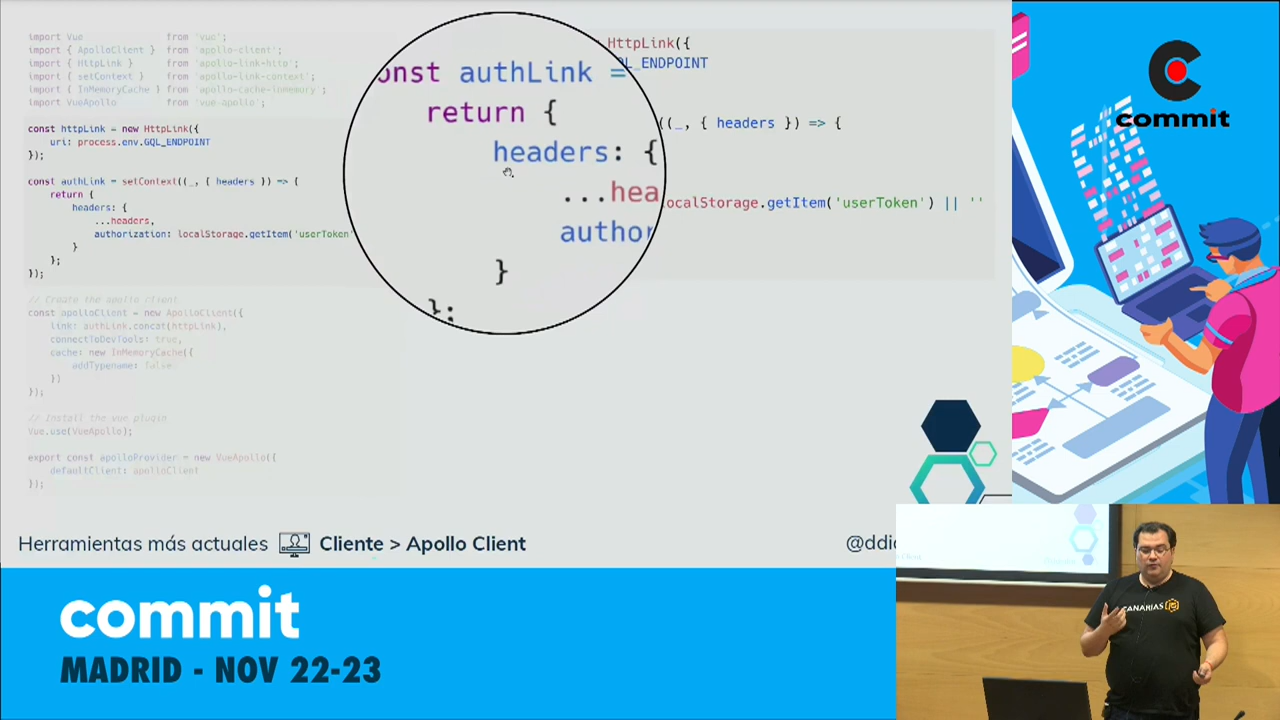 import Vue from 'vue';
import { ApolloClient } from 'apollo-client';
import { HttpLink } from 'apollo-link-http';
import { setContext } from 'apollo-link-context';
import { InMemoryCache } from 'apollo-cache-inmemory';
import VueApollo from 'vue-apollo';
const httpLink = new HttpLink({
uri: process.env.GQL_ENDPOINT
});
const authLink = setContext((_, { headers }) => {
return {
headers: {
...headers,
authorization: localStorage.getItem('userToken'
}
};
});
// Create the apollo client
const apolloClient = new ApolloClient({
link: authLink.concat(httpLink),
connectToDevTools: true,
cache: new InMemoryCache({
addTypename: false
})
});
// Install the vue plugin
Vue.use(VueApollo);
export const apolloProvider = new VueApollo({
defaultClient: apolloClient
});
onst authLink =
return {
headers: {
...hea
author
}
};
HttpLink({
QL_ENDPOINT
((_, { headers }) => {
ocalStorage.getItem('userToken') || ''
commit
Herramientas más actuales Cliente > Apollo Client
@ddi
commit
MADRID - NOV 22-23
CANARIAS JS